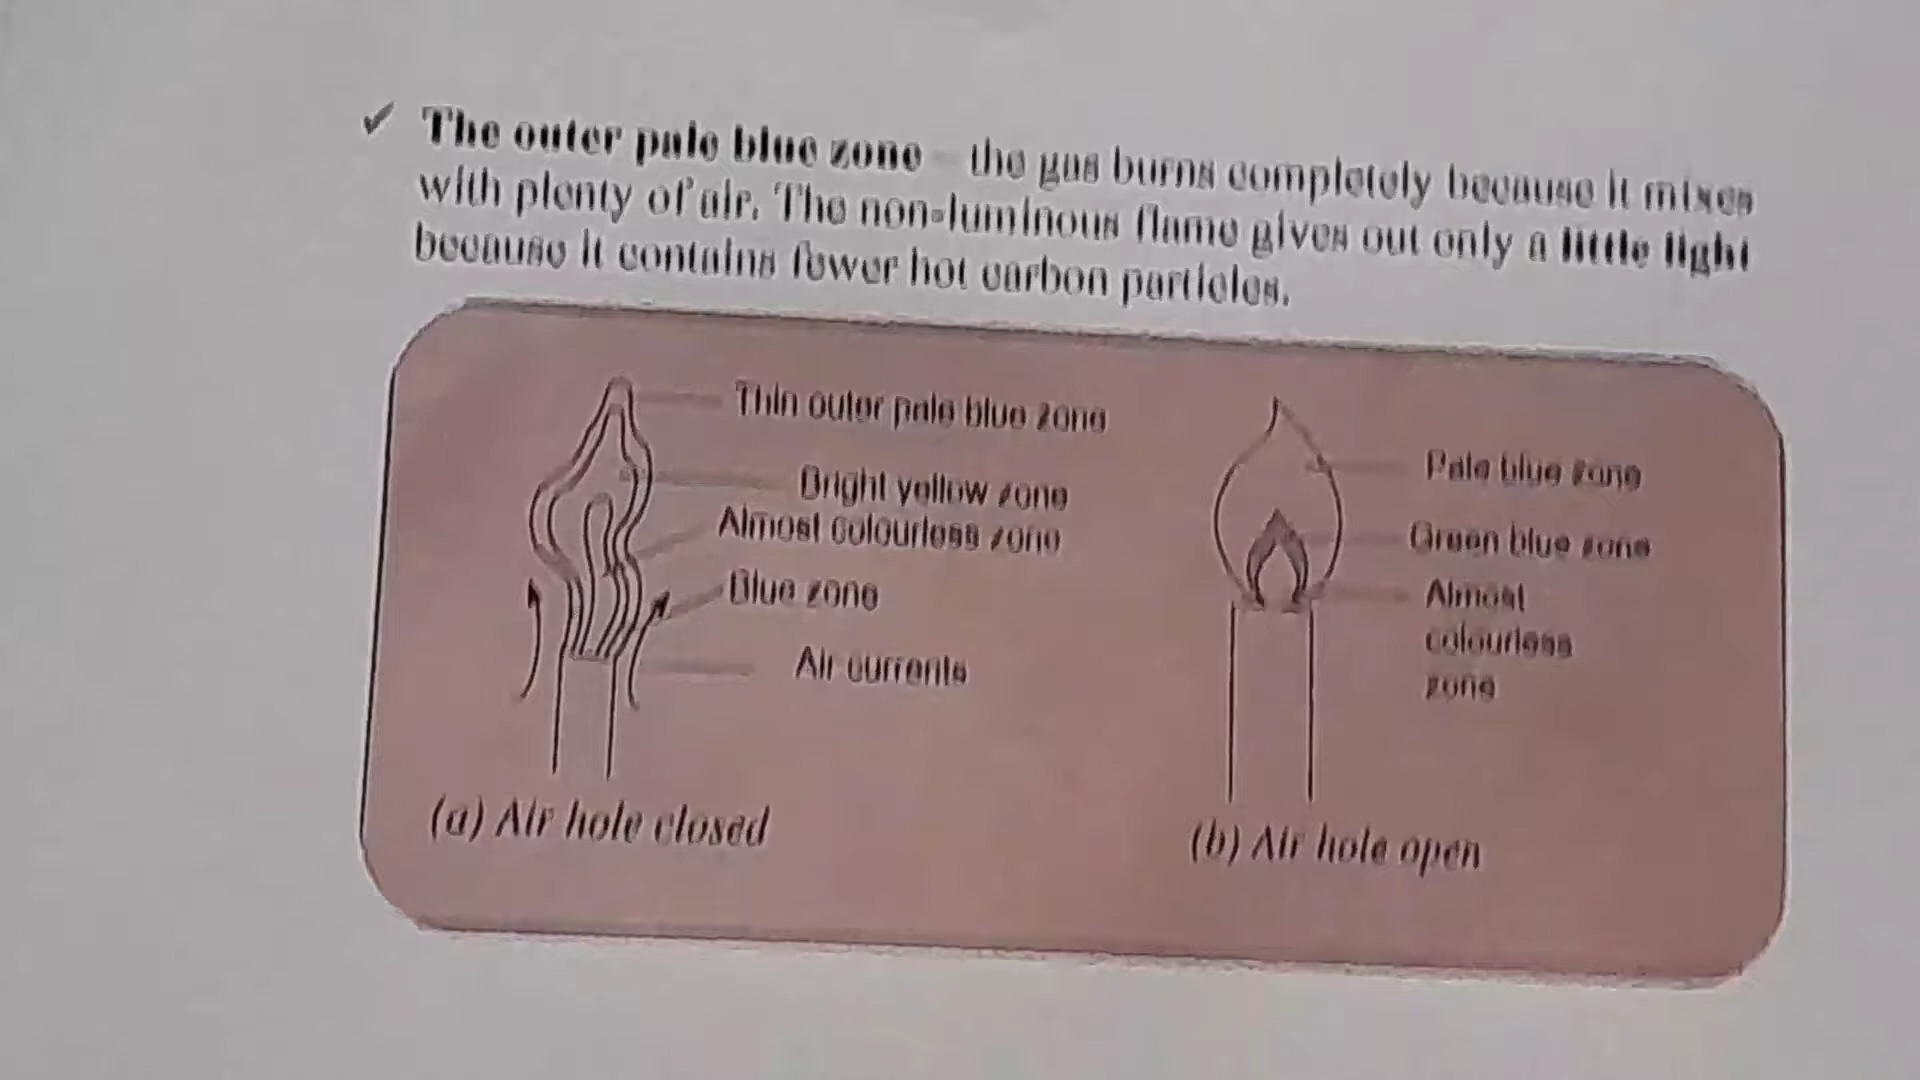 ✓ The outer pale blue zone – the gas burns completely because it mixes
with plenty of air. The non-luminous flame gives out only a little light
because it contains fewer hot carbon particles.
Thin outer pale blue zone
Bright yellow zone
Almost colourless zone
Blue zone
Air currents
(a) Air hole closed
Pale blue zone
Green blue zone
Almost
colourless
zone
(b) Air hole open